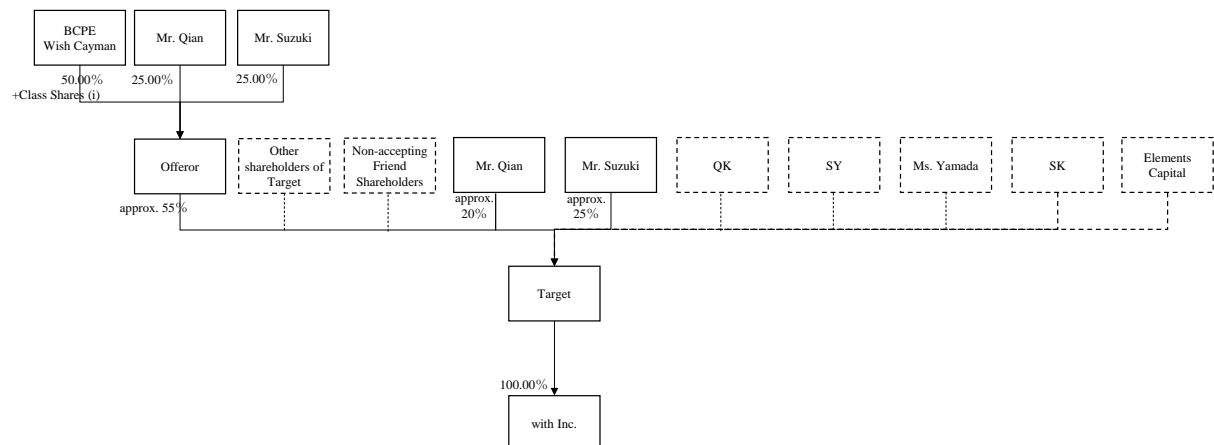 BCPE
Wish Cayman
Mr. Qian
Mr. Suzuki
50.00%
+Class Shares (i)
25.00%
25.00%
Offeror
Other
shareholders of
Target
Non-accepting
Friend
Shareholders
Mr. Qian
Mr. Suzuki
QK
SY
Ms. Yamada
SK
Elements
Capital
approx. 55%
approx.
20%
approx.
25%
Target
100.00%
with Inc.